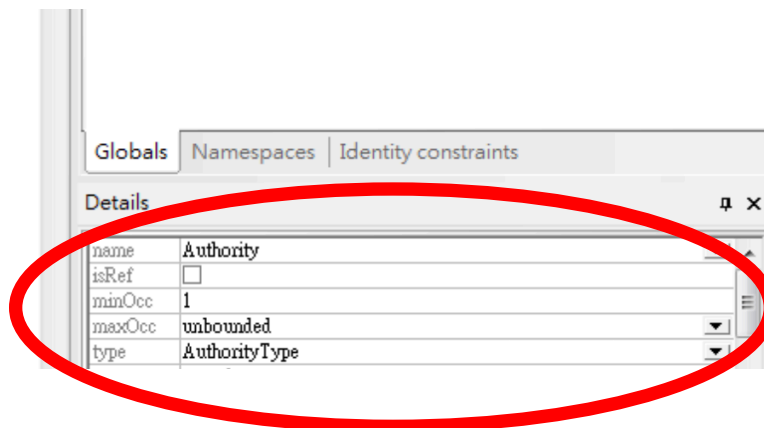 Globals Namespaces Identity constraints
Details
name Authority
isRef
minOcc 1
maxOcc unbounded
type AuthorityType